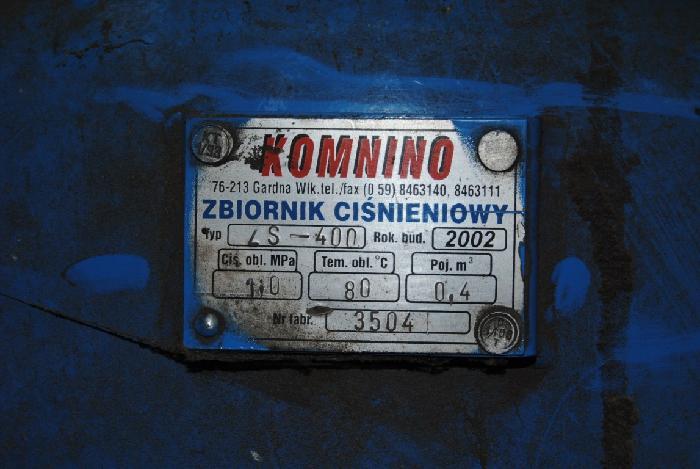 KOMNINO
76-213 Gardna Wlk.tel./fax (0 59) 8463140, 8463111
ZBIORNIK CIŚNIENIOWY
Typ ZS-400 Rok. bud. 2002
Ciś. obl. MPa Tem. obl. °C Poj. m³
1,0 80 0,4
Nr fabr. 3504